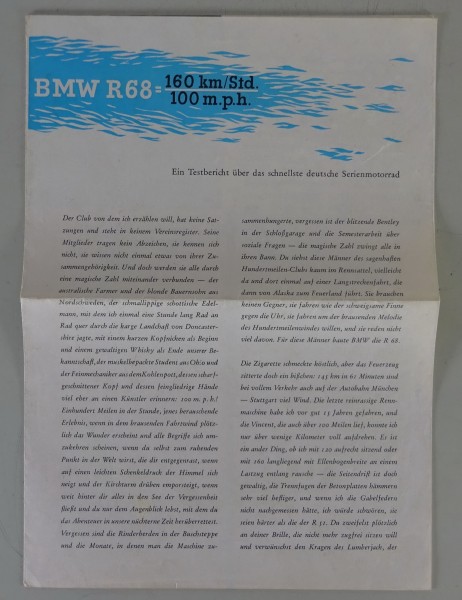 BMW R68=
160 km/Std.
100 m.p.h.
Ein Testbericht über das schnellste deutsche Serienmotorrad
Der Club von dem ich erzählen will, hat keine Sat-
zungen und steht in keinem Vereinsregister. Seine
Mitglieder tragen kein Abzeichen, sie kennen sich
nicht, sie wissen nicht einmal etwas von ihrer Zu-
sammengehörigkeit. Und doch werden sie alle durch
eine magische Zahl miteinander verbunden — der
australische Farmer und der blonde Bauernsohn aus
Nordschweden, der schmallippige schottische Edel-
mann, mit dem ich einmal eine Stunde lang Rad an
Rad quer durch die karge Landschaft von Doncaster-
shire jagte, mit einem kurzen Kopfnicken als Beginn
und einem gewaltigen Whisky als Ende unserer Be-
kanntschaft, der muskelbepackte Student aus Ohio und
der Feinmechaniker aus dem Kohlenpott, dessen scharf-
geschnittener Kopf und dessen feingliedrige Hände
viel eher an einen Künstler erinnern: 100 m. p. h.!
Einhundert Meilen in der Stunde, jenes berauschende
Erlebnis, wenn in dem brausenden Fahrtwind plötz-
lich das Wunder erscheint und alle Begriffe sich um-
zukehren scheinen, wenn du selbst zum ruhenden
Punkt in der Welt wirst, die dir entgegenrast, wenn
auf einen leichten Schenkeldruck der Himmel sich
neigt und der Kirchturm drüben emporsteigt, wenn
weit hinter dir alles in den See der Vergessenheit
fließt und du nur dem Augenblick lebst, mit dem du
das Abenteuer in unsere nüchterne Zeit herüberrettest.
Vergessen sind die Rinderherden in der Buschsteppe
und die Monate, in denen man die Maschine zu-
sammenhungerte, vergessen ist der blitzende Bentley
in der Schloßgarage und die Semesterarbeit über
soziale Fragen — die magische Zahl zwingt alle in
ihren Bann. Du siehst diese Männer des sagenhaften
Hundertmeilen-Clubs kaum im Rennsattel, vielleicht
da und dort einmal auf einer Langstreckenfahrt, die
dann von Alaska zum Feuerland führt. Sie brauchen
keinen Gegner, sie fahren wie der schweigsame Finne
gegen die Uhr, sie fahren um der brausenden Melodie
des Hundertmeilenwindes willen, und sie reden nicht
viel davon. Für diese Männer baute BMW die R 68.
Die Zigarette schmeckte köstlich, aber das Feuerzeug
zitterte doch ein bißchen: 145 km in 61 Minuten und
bei vollem Verkehr auch auf der Autobahn München
— Stuttgart viel Wind. Die letzte reinrassige Renn-
maschine habe ich vor gut 15 Jahren gefahren, und
die Vincent, die auch über 100 Meilen lief, konnte ich
nur über wenige Kilometer voll aufdrehen. Es ist
ein ander Ding, ob ich mit 120 aufrecht sitzend oder
mit 160 langliegend mit Ellenbogenbreite an einem
Lastzug entlang rausche — die Seitendrift ist doch
gewaltig, die Trennfugen der Betonplatten hämmern
sehr viel heftiger, und wenn ich die Gabelfedern
nicht nachgemessen hätte, ich würde schwören, sie
seien härter als die der R 51. Du zweifelst plötzlich
an deiner Brille, die nicht mehr zugfrei sitzen will
und verwünschst den Kragen des Lumberjack, der